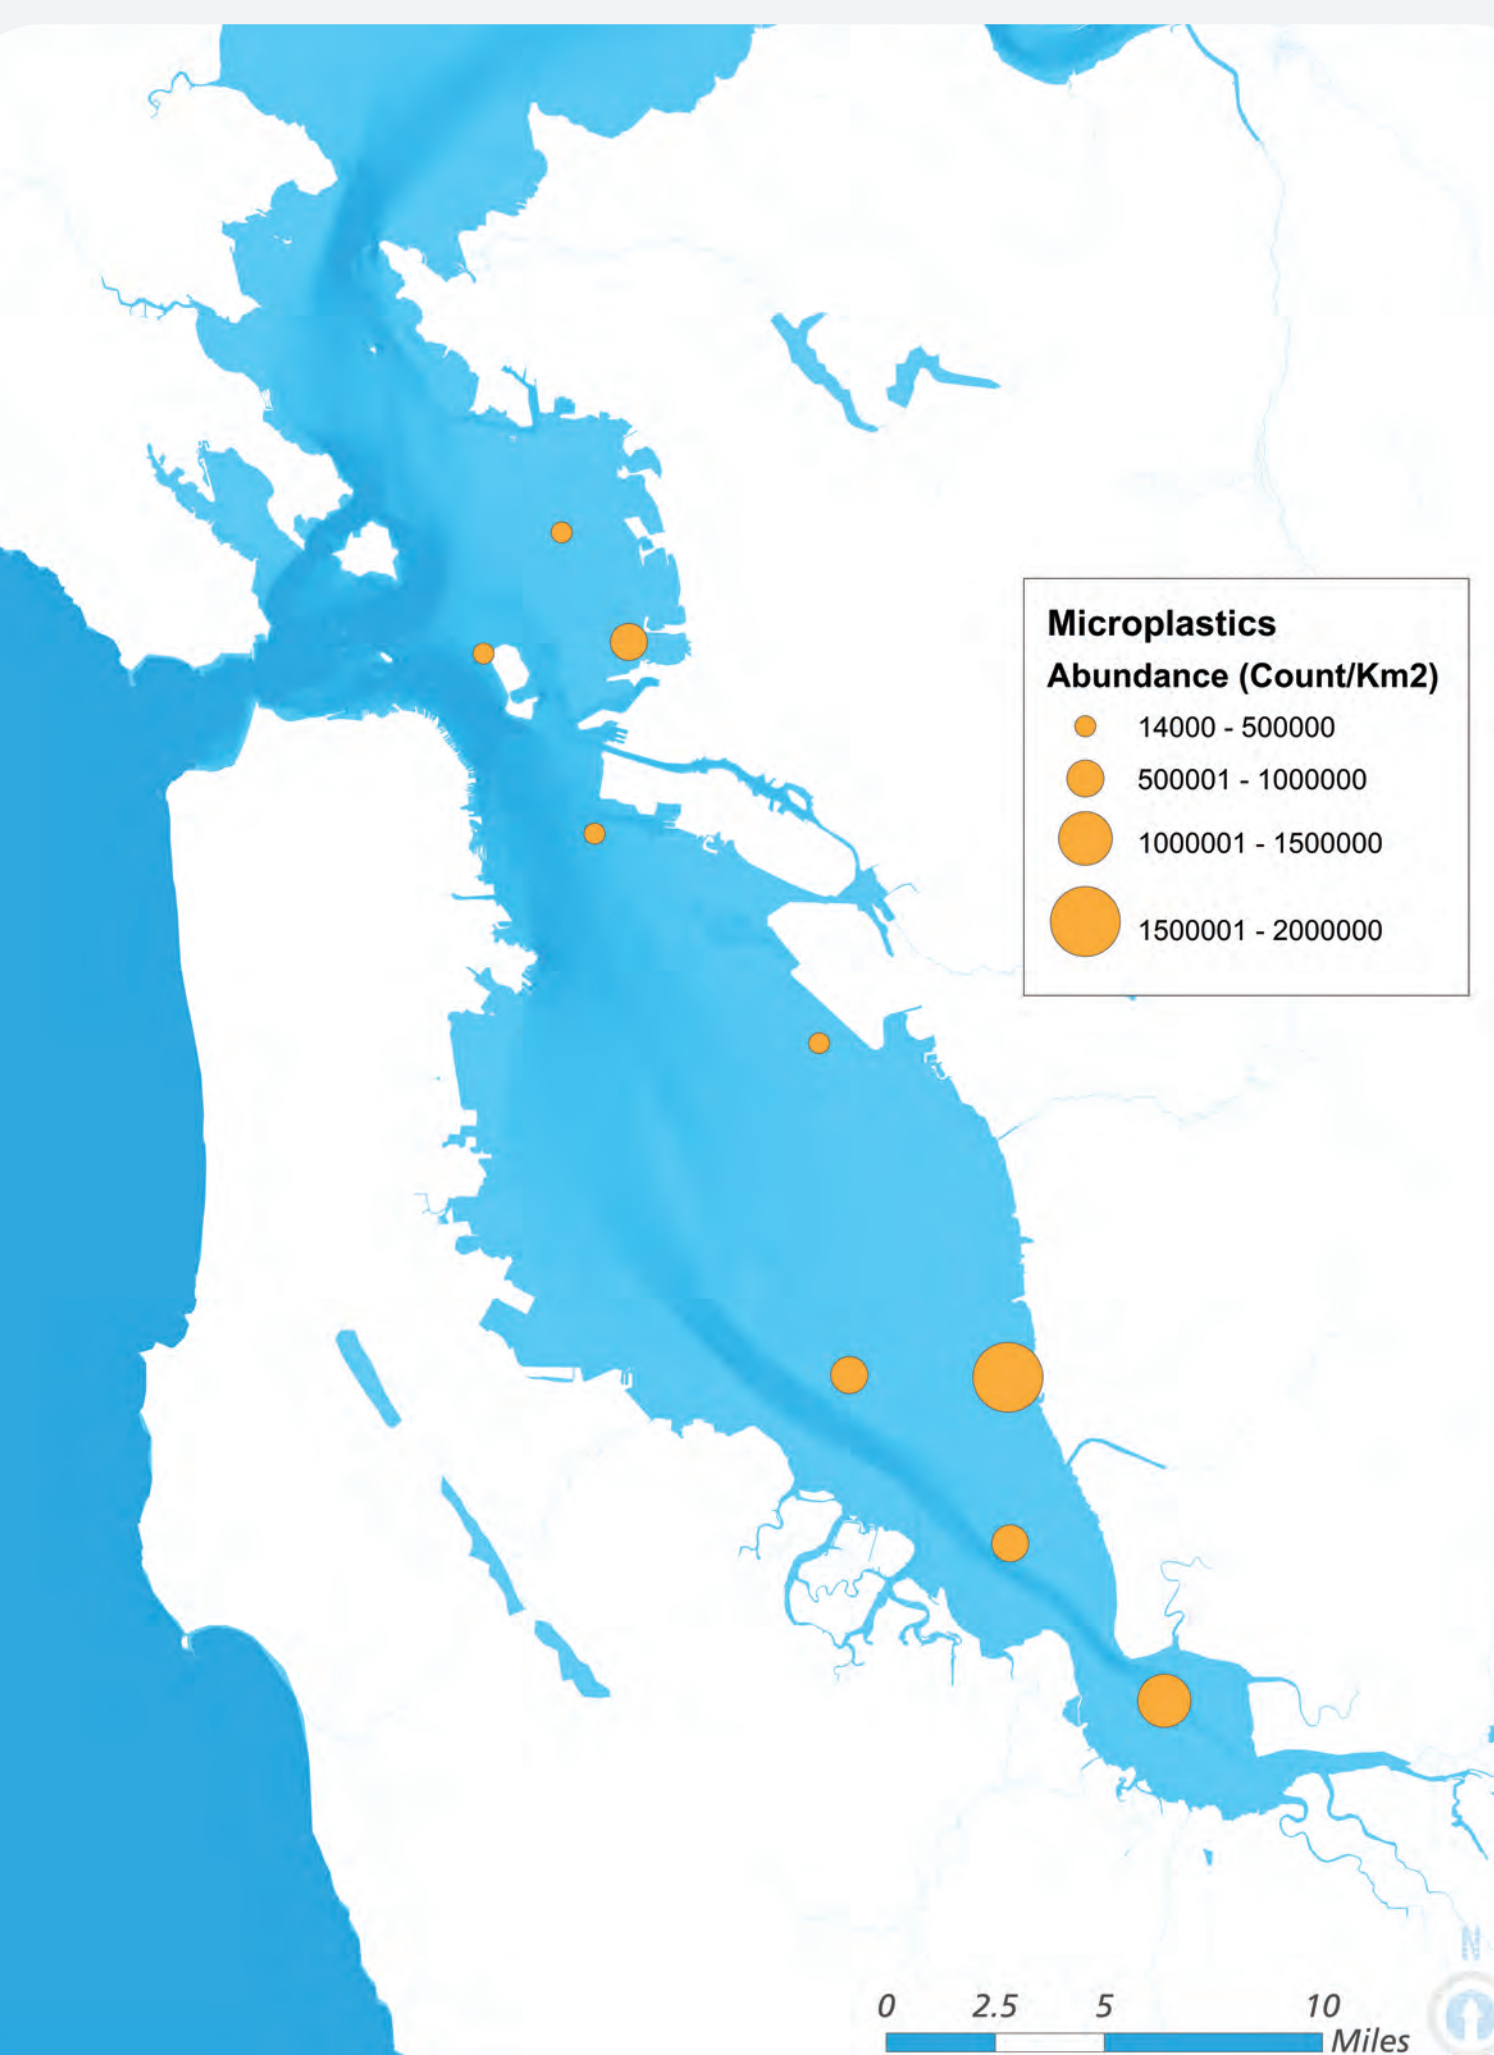 Microplastics
Abundance (Count/Km2)
14000 - 500000
500001 - 1000000
1000001 - 1500000
1500001 - 2000000
N
0 2.5 5 10
Miles